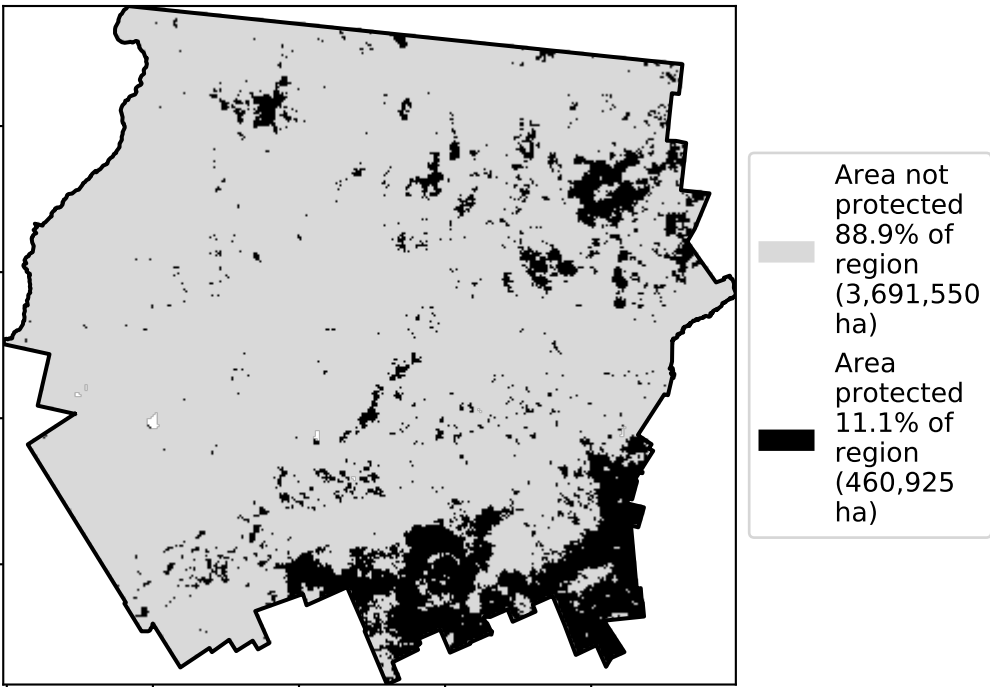 Area not
protected
88.9% of
region
(3,691,550
ha)
Area
protected
11.1% of
region
(460,925
ha)